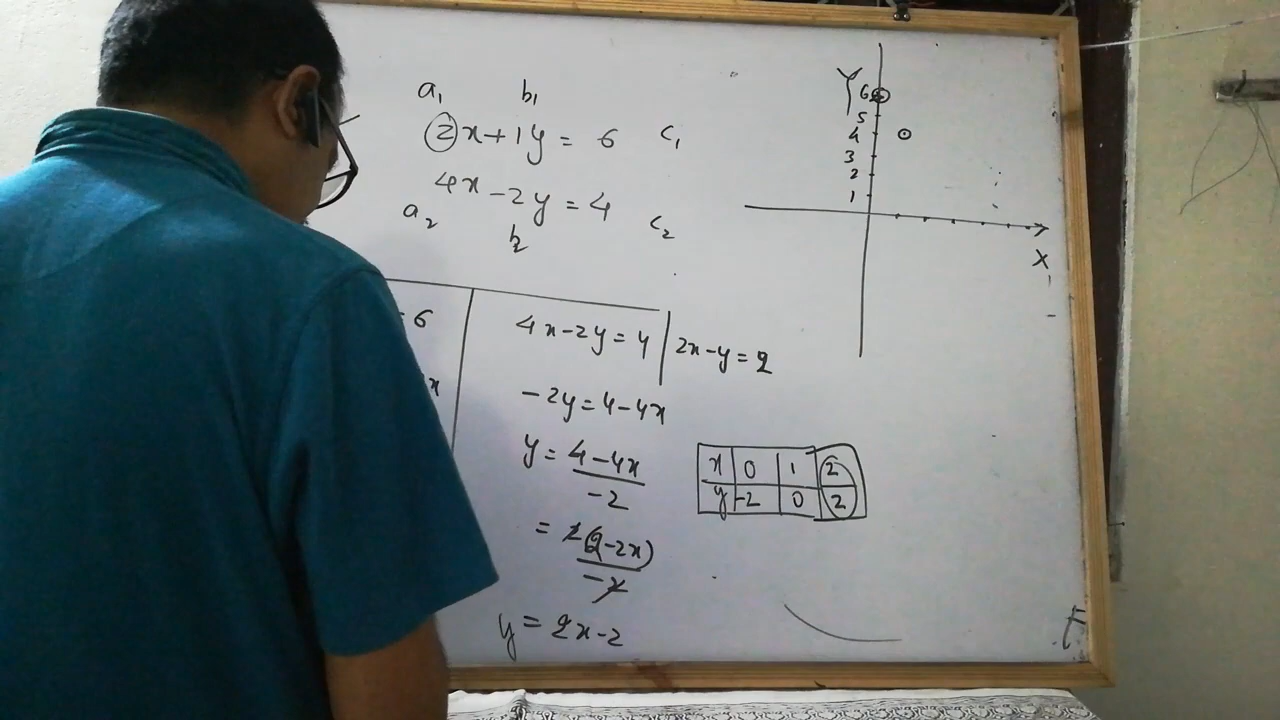 a₁ b₁
2x+1y = 6 c₁
4x-2y = 4
a₂ b₂ c₂
Y
6
5
4
3
2
1
X
6
x
4x-2y = 4 | 2x-y = 2
-2y = 4-4x
y = 4-4x / -2
= 2(2-2x) / -2
y = 2x-2
x 0 1 2
y -2 0 2